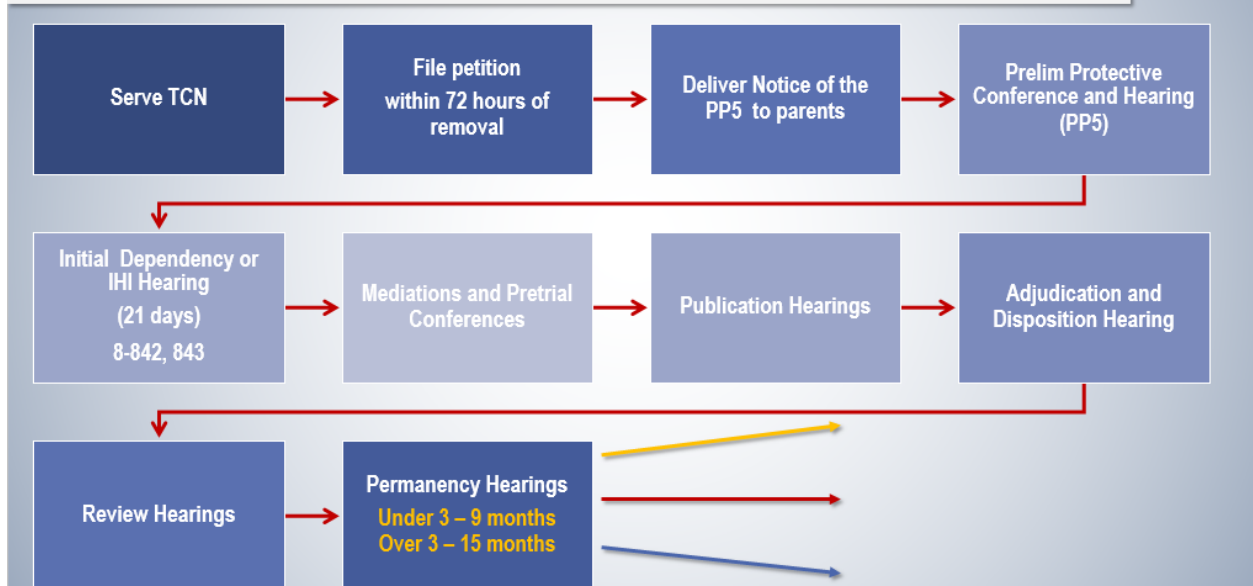 Serve TCN
File petition
within 72 hours of
removal
Deliver Notice of the
PP5 to parents
Prelim Protective
Conference and Hearing
(PP5)
Initial Dependency or
IHI Hearing
(21 days)
8-842, 843
Mediations and Pretrial
Conferences
Publication Hearings
Adjudication and
Disposition Hearing
Review Hearings
Permanency Hearings
Under 3 – 9 months
Over 3 – 15 months